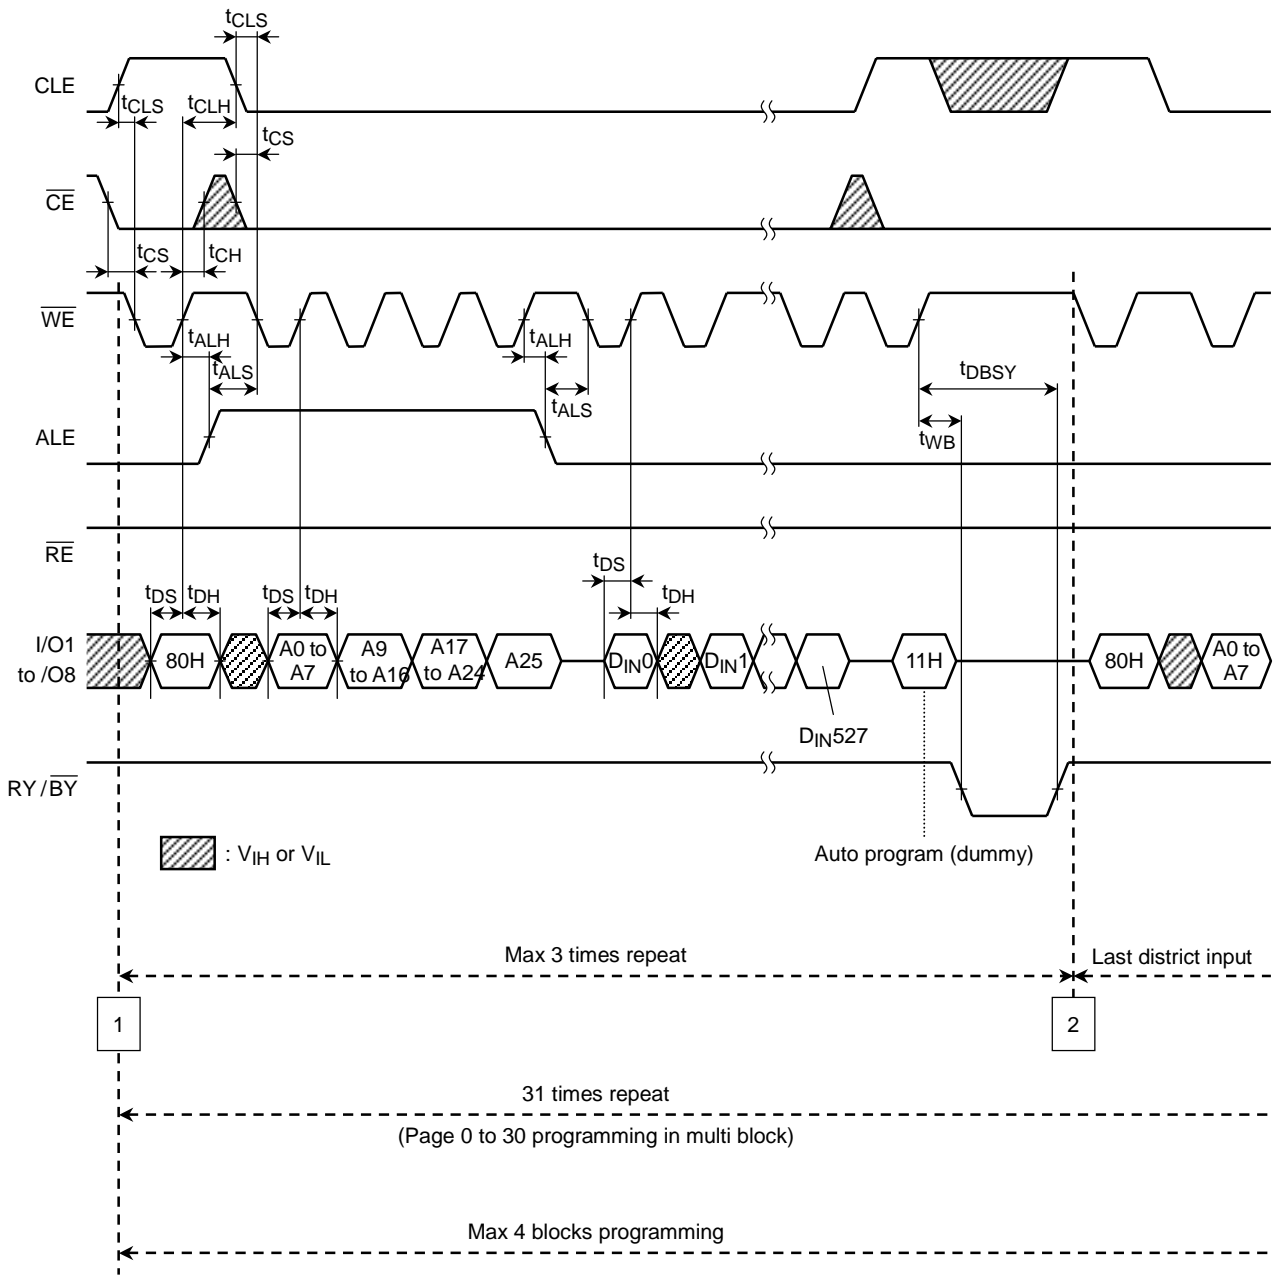 tCLS
CLE
tCLS
tCLH
tCS
CE
tCS
tCH
WE
tALH
tALH
tALS
tALS
tDBSY
tWB
ALE
RE
tDS
tDH
tDS
tDH
tDS
tDH
I/O1
to /O8
80H
A0 to
A7
A9
to A16
A17
to A24
A25
DIN0
DIN1
11H
80H
A0 to
A7
DIN527
RY/BY
: VIH or VIL
Auto program (dummy)
Max 3 times repeat
Last district input
1
2
31 times repeat
(Page 0 to 30 programming in multi block)
Max 4 blocks programming